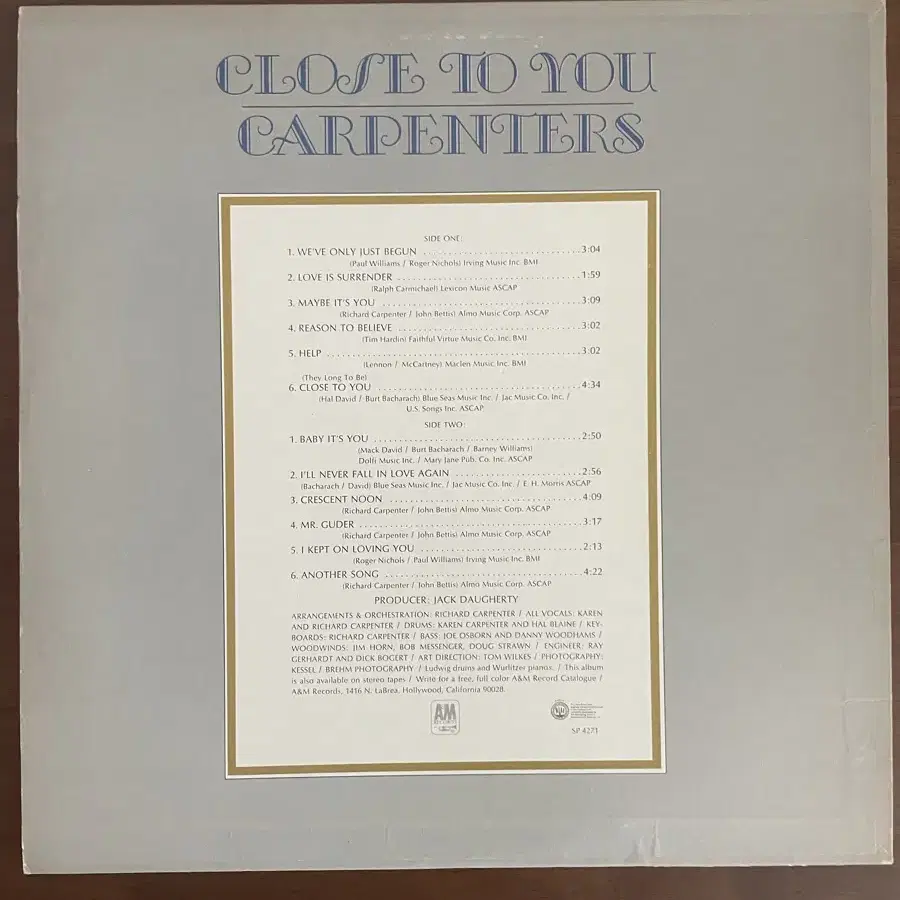 CLOSE TO YOU
CARPENTERS
SIDE ONE:
1. WE'VE ONLY JUST BEGUN ..............................3:04
(Paul Williams / Roger Nichols) Irving Music Inc. BMI
2. LOVE IS SURRENDER ..................................1:59
(Ralph Carmichael) Lexicon Music ASCAP
3. MAYBE IT'S YOU .....................................3:09
(Richard Carpenter / John Bettis) Almo Music Corp. ASCAP
4. REASON TO BELIEVE ..................................3:02
(Tim Hardin) Faithful Virtue Music Co. Inc. BMI
5. HELP ...............................................3:02
(Lennon / McCartney) Maclen Music Inc. BMI
(They Long To Be)
6. CLOSE TO YOU .......................................4:34
(Hal David / Burt Bacharach) Blue Seas Music Inc. / Jac Music Co. Inc. /
U.S. Songs Inc. ASCAP
SIDE TWO:
1. BABY IT'S YOU ......................................2:50
(Mack David / Burt Bacharach / Barney Williams)
Dolfi Music Inc. / Mary Jane Pub. Co. Inc. ASCAP
2. I'LL NEVER FALL IN LOVE AGAIN ......................2:56
(Bacharach / David) Blue Seas Music Inc. / Jac Music Co. Inc. / E. H. Morris ASCAP
3. CRESCENT NOON ......................................4:09
(Richard Carpenter / John Bettis) Almo Music Corp. ASCAP
4. MR. GUDER ..........................................3:17
(Richard Carpenter / John Bettis) Almo Music Corp. ASCAP
5. I KEPT ON LOVING YOU ...............................2:13
(Roger Nichols / Paul Williams) Irving Music Inc. BMI
6. ANOTHER SONG .......................................4:22
(Richard Carpenter / John Bettis) Almo Music Corp. ASCAP
PRODUCER: JACK DAUGHERTY
ARRANGEMENTS & ORCHESTRATION: RICHARD CARPENTER / ALL VOCALS: KAREN
AND RICHARD CARPENTER / DRUMS: KAREN CARPENTER AND HAL BLAINE / KEY-
BOARDS: RICHARD CARPENTER / BASS: JOE OSBORN AND DANNY WOODHAMS /
WOODWINDS: JIM HORN, BOB MESSENGER, DOUG STRAWN / ENGINEER: RAY
GERHARDT AND DICK BOGERT / ART DIRECTION: TOM WILKES / PHOTOGRAPHY:
KESSEL / BREHM PHOTOGRAPHY / Ludwig drums and Wurlitzer pianos. / This album
is also available on stereo tapes / Write for a free, full color A&M Record Catalogue /
A&M Records, 1416 N. LaBrea, Hollywood, California 90028.
AM
RECORDS
SP 4271